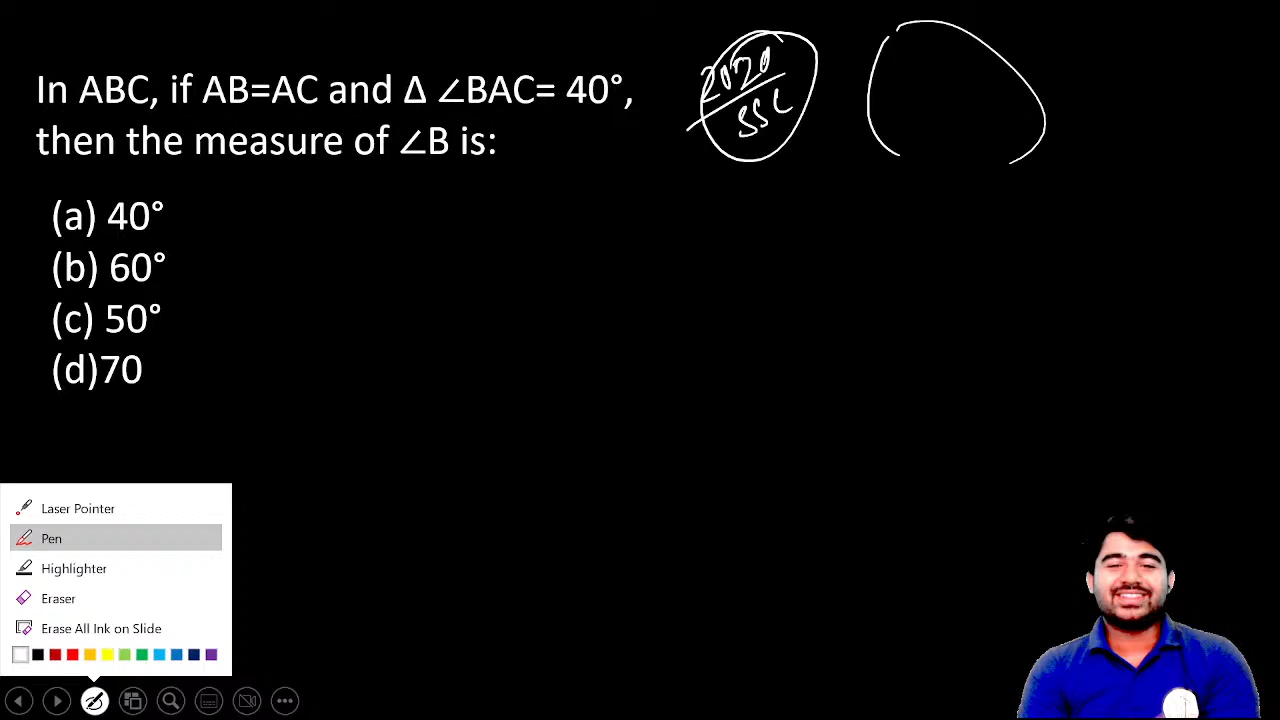 In ABC, if AB=AC and Δ ∠BAC= 40°,
then the measure of ∠B is:
(a) 40°
(b) 60°
(c) 50°
(d)70
2020
SSC
Laser Pointer
Pen
Highlighter
Eraser
Erase All Ink on Slide